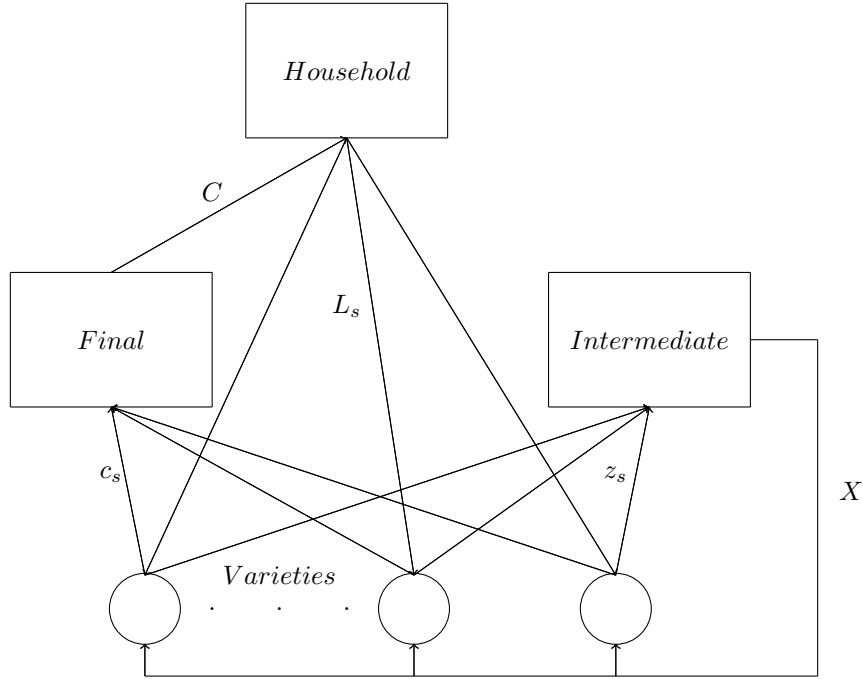 Household
C
L_s
Final
Intermediate
c_s
z_s
X
Varieties
. . .